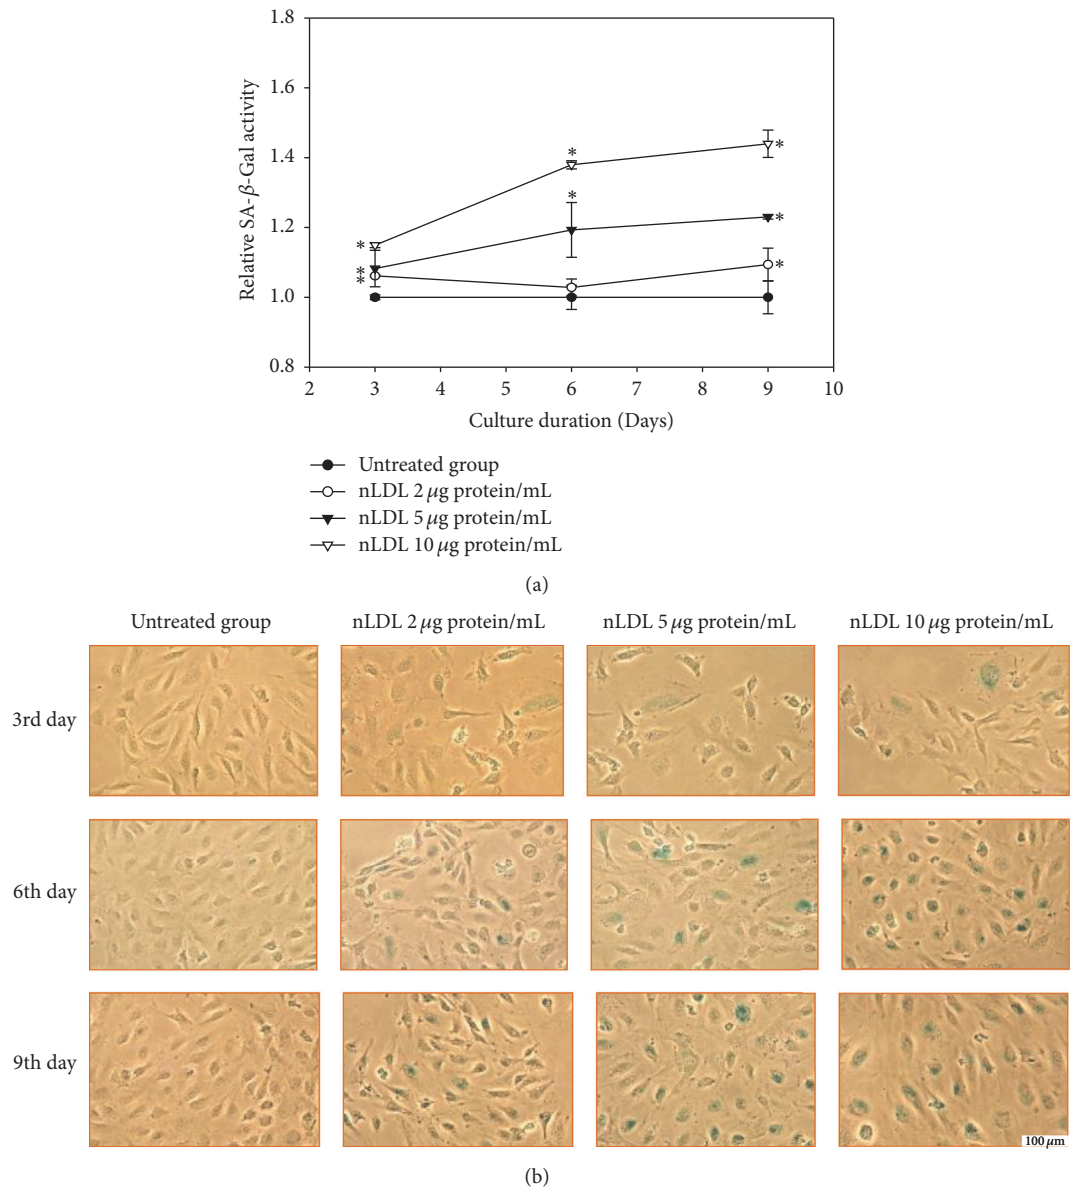 1.8
1.6
1.4
1.2
1.0
0.8
Relative SA-β-Gal activity
* * * * * * * *
2 3 4 5 6 7 8 9 10
Culture duration (Days)
Untreated group
nLDL 2 μg protein/mL
nLDL 5 μg protein/mL
nLDL 10 μg protein/mL
(a)
Untreated group nLDL 2 μg protein/mL nLDL 5 μg protein/mL nLDL 10 μg protein/mL
3rd day
6th day
9th day
100 μm
(b)